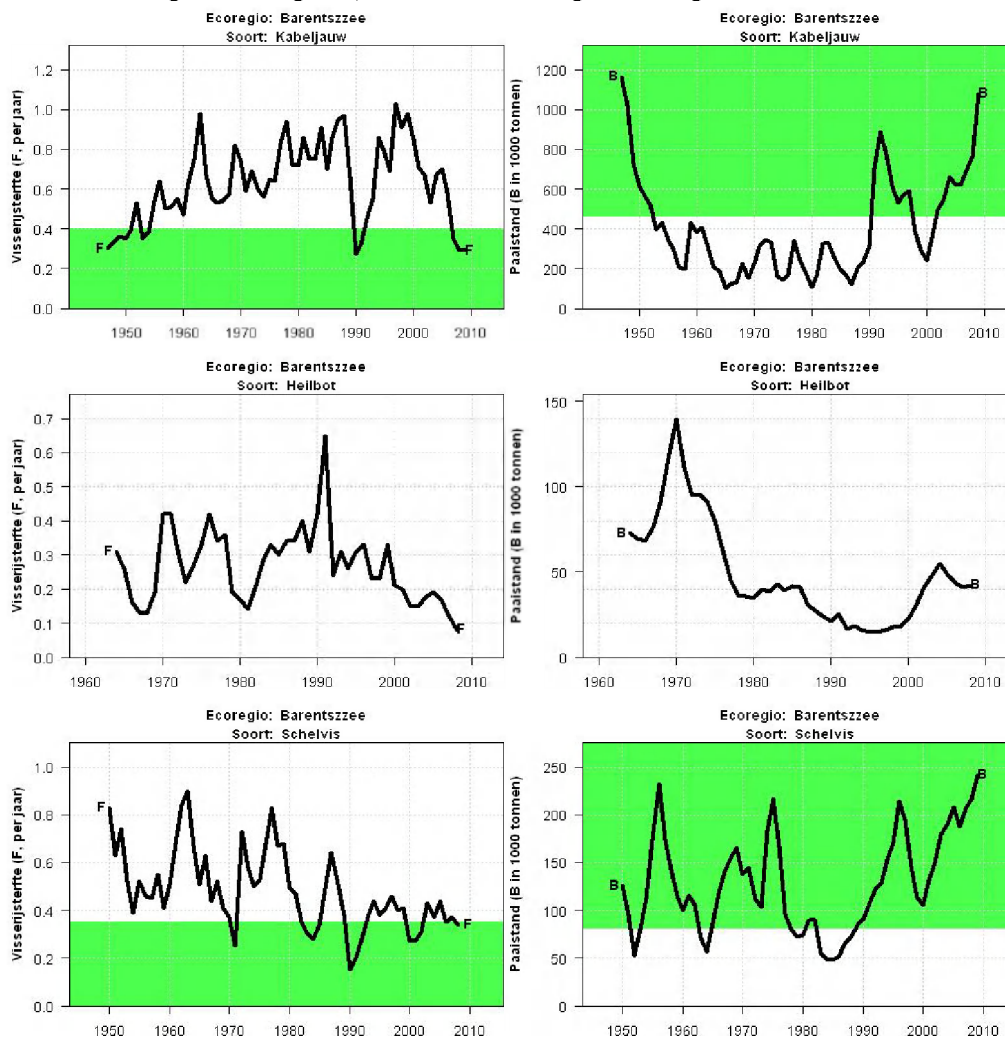 Ecoregio: Barentszzee
Soort: Kabeljauw
Visserijsterfte (F, per jaar)
1.2
1.0
0.8
0.6
0.4
0.2
0.0
F
F
1950 1960 1970 1980 1990 2000 2010
Ecoregio: Barentszzee
Soort: Kabeljauw
Paaistand (B in 1000 tonnen)
1200
1000
800
600
400
200
0
B
B
1950 1960 1970 1980 1990 2000 2010
Ecoregio: Barentszzee
Soort: Heilbot
Visserijsterfte (F, per jaar)
0.7
0.6
0.5
0.4
0.3
0.2
0.1
0.0
F
F
1960 1970 1980 1990 2000 2010
Ecoregio: Barentszzee
Soort: Heilbot
Paaistand (B in 1000 tonnen)
150
100
50
0
B
B
1960 1970 1980 1990 2000 2010
Ecoregio: Barentszzee
Soort: Schelvis
Visserijsterfte (F, per jaar)
1.0
0.8
0.6
0.4
0.2
0.0
F
F
1950 1960 1970 1980 1990 2000 2010
Ecoregio: Barentszzee
Soort: Schelvis
Paaistand (B in 1000 tonnen)
250
200
150
100
50
0
B
B
1950 1960 1970 1980 1990 2000 2010